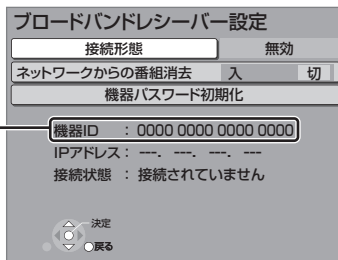 ブロードバンドレシーバー設定
接続形態 無効
ネットワークからの番組消去 入 切
機器パスワード初期化
機器ID : 0000 0000 0000 0000
IPアドレス : ---. ---. ---. ---
接続状態 : 接続されていません
決定
戻る